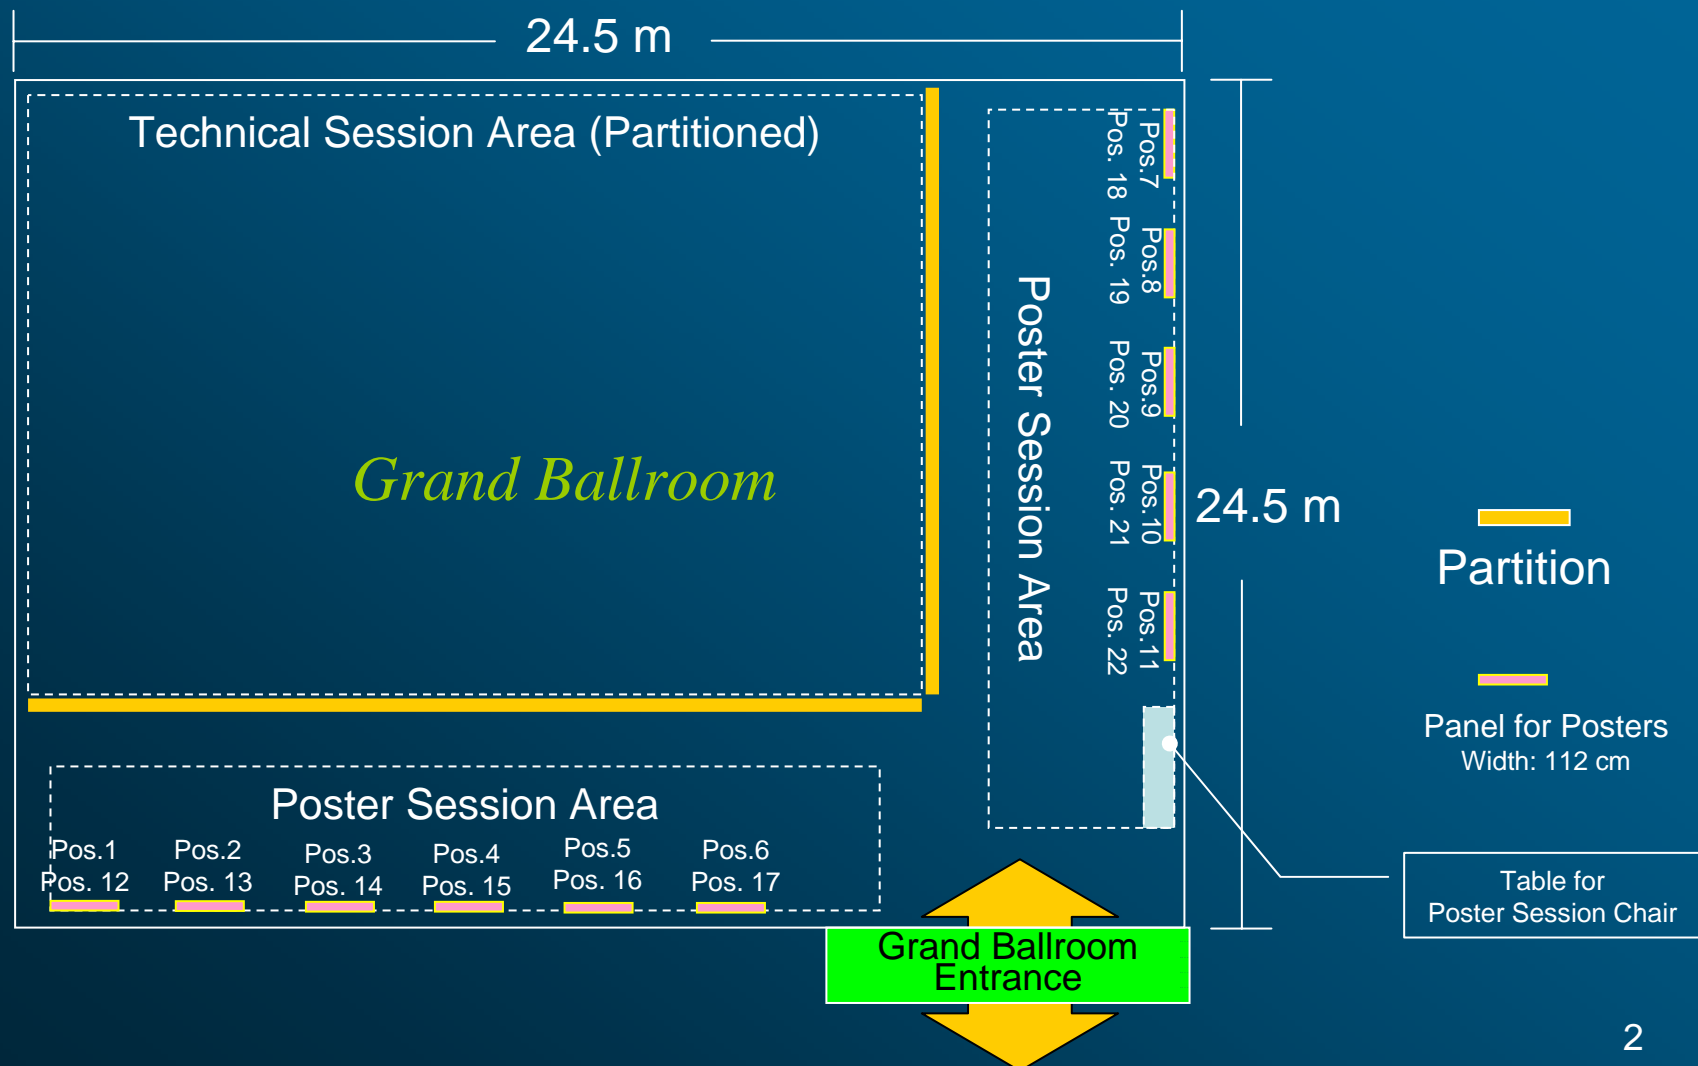 24.5 m
Technical Session Area (Partitioned)
Grand Ballroom
Poster Session Area
Pos.7
Pos. 18
Pos.8
Pos. 19
Pos.9
Pos. 20
Pos.10
Pos. 21
Pos.11
Pos. 22
24.5 m
Partition
Panel for Posters
Width: 112 cm
Poster Session Area
Pos.1
Pos. 12
Pos.2
Pos. 13
Pos.3
Pos. 14
Pos.4
Pos. 15
Pos.5
Pos. 16
Pos.6
Pos. 17
Table for
Poster Session Chair
Grand Ballroom
Entrance
2